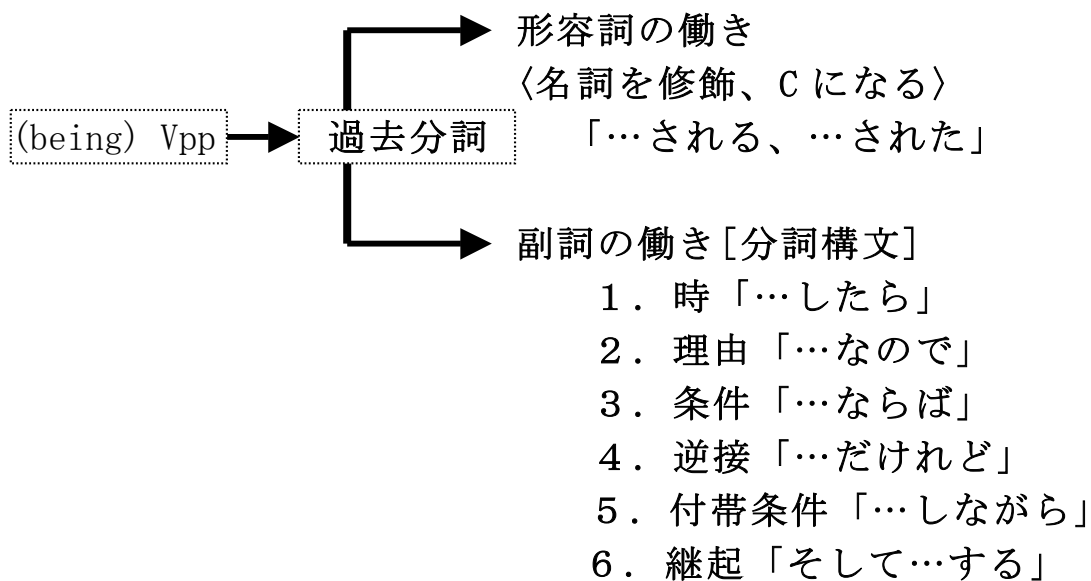 形容詞の働き
〈名詞を修飾、C になる〉
(being) Vpp
過去分詞
「…される、…された」
副詞の働き[分詞構文]
１．時「…したら」
２．理由「…なので」
３．条件「…ならば」
４．逆接「…だけれど」
５．付帯条件「…しながら」
６．継起「そして…する」